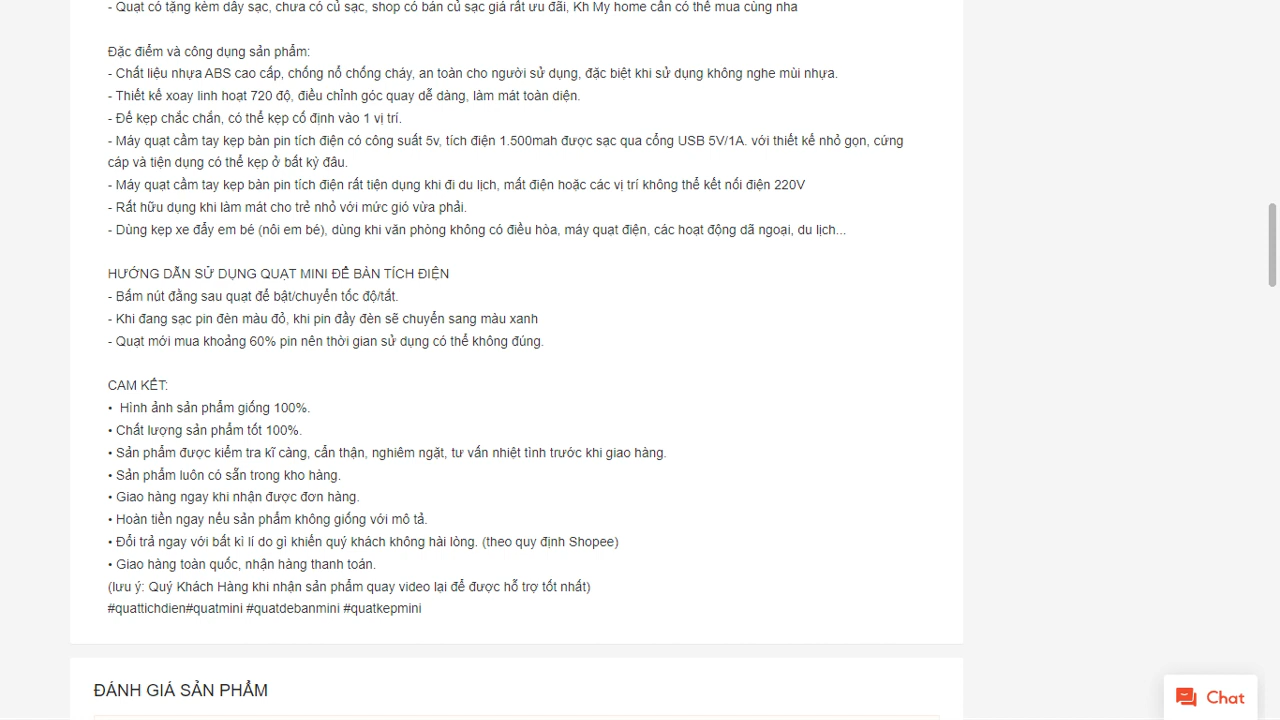 - Quạt có tặng kèm dây sạc, chưa có củ sạc, shop có bán củ sạc giá rất ưu đãi, Kh My home cần có thể mua cùng nha
Đặc điểm và công dụng sản phẩm:
- Chất liệu nhựa ABS cao cấp, chống nổ chống cháy, an toàn cho người sử dụng, đặc biệt khi sử dụng không nghe mùi nhựa.
- Thiết kế xoay linh hoạt 720 độ, điều chỉnh góc quay dễ dàng, làm mát toàn diện.
- Đế kẹp chắc chắn, có thể kẹp cố định vào 1 vị trí.
- Máy quạt cầm tay kẹp bàn pin tích điện có công suất 5v, tích điện 1.500mah được sạc qua cổng USB 5V/1A. với thiết kế nhỏ gọn, cứng
cáp và tiện dụng có thể kẹp ở bất kỳ đâu.
- Máy quạt cầm tay kẹp bàn pin tích điện rất tiện dụng khi đi du lịch, mất điện hoặc các vị trí không thể kết nối điện 220V
- Rất hữu dụng khi làm mát cho trẻ nhỏ với mức gió vừa phải.
- Dùng kẹp xe đẩy em bé (nôi em bé), dùng khi văn phòng không có điều hòa, máy quạt điện, các hoạt động dã ngoại, du lịch...
HƯỚNG DẪN SỬ DỤNG QUẠT MINI ĐỂ BÀN TÍCH ĐIỆN
- Bấm nút đằng sau quạt để bật/chuyển tốc độ/tắt.
- Khi đang sạc pin đèn màu đỏ, khi pin đầy đèn sẽ chuyển sang màu xanh
- Quạt mới mua khoảng 60% pin nên thời gian sử dụng có thể không đúng.
CAM KẾT:
•  Hình ảnh sản phẩm giống 100%.
• Chất lượng sản phẩm tốt 100%.
• Sản phẩm được kiểm tra kĩ càng, cẩn thận, nghiêm ngặt, tư vấn nhiệt tình trước khi giao hàng.
• Sản phẩm luôn có sẵn trong kho hàng.
• Giao hàng ngay khi nhận được đơn hàng.
• Hoàn tiền ngay nếu sản phẩm không giống với mô tả.
• Đổi trả ngay với bất kì lí do gì khiến quý khách không hài lòng. (theo quy định Shopee)
• Giao hàng toàn quốc, nhận hàng thanh toán.
(lưu ý: Quý Khách Hàng khi nhận sản phẩm quay video lại để được hỗ trợ tốt nhất)
#quattichdien#quatmini #quatdebanmini #quatkepmini
ĐÁNH GIÁ SẢN PHẨM
Chat